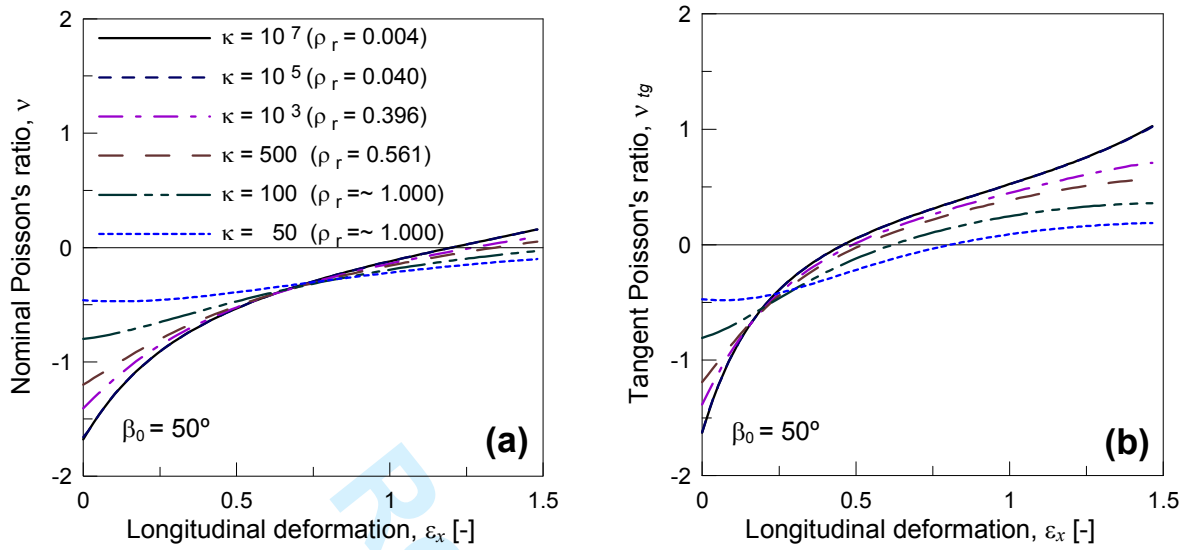 2
1
0
-1
-2
Nominal Poisson's ratio, ν
κ = 10 7 (ρ r = 0.004)
κ = 10 5 (ρ r = 0.040)
κ = 10 3 (ρ r = 0.396)
κ = 500 (ρ r = 0.561)
κ = 100 (ρ r =~ 1.000)
κ = 50 (ρ r =~ 1.000)
β0 = 50º
(a)
0
0.5
1
1.5
Longitudinal deformation, εx [-]
2
1
0
-1
-2
Tangent Poisson's ratio, ν tg
β0 = 50º
(b)
0
0.5
1
1.5
Longitudinal deformation, εx [-]